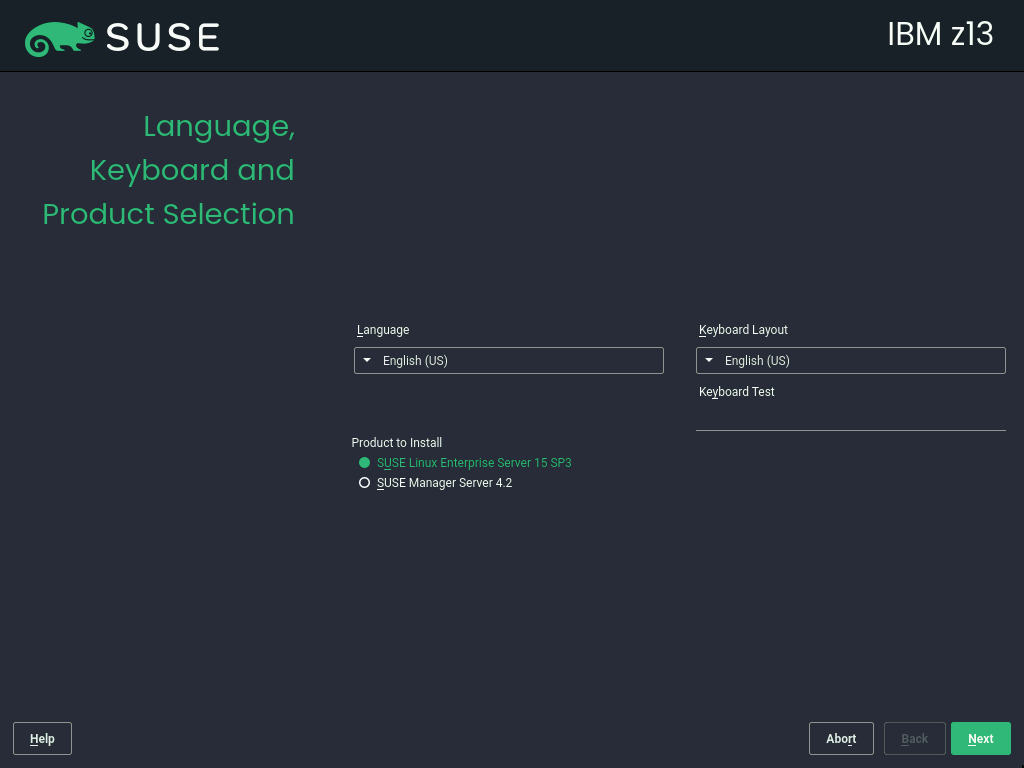 SUSE
IBM z13
Language,
Keyboard and
Product Selection
Language
Keyboard Layout
English (US)
English (US)
Keyboard Test
Product to Install
SUSE Linux Enterprise Server 15 SP3
SUSE Manager Server 4.2
Help
Abort
Back
Next